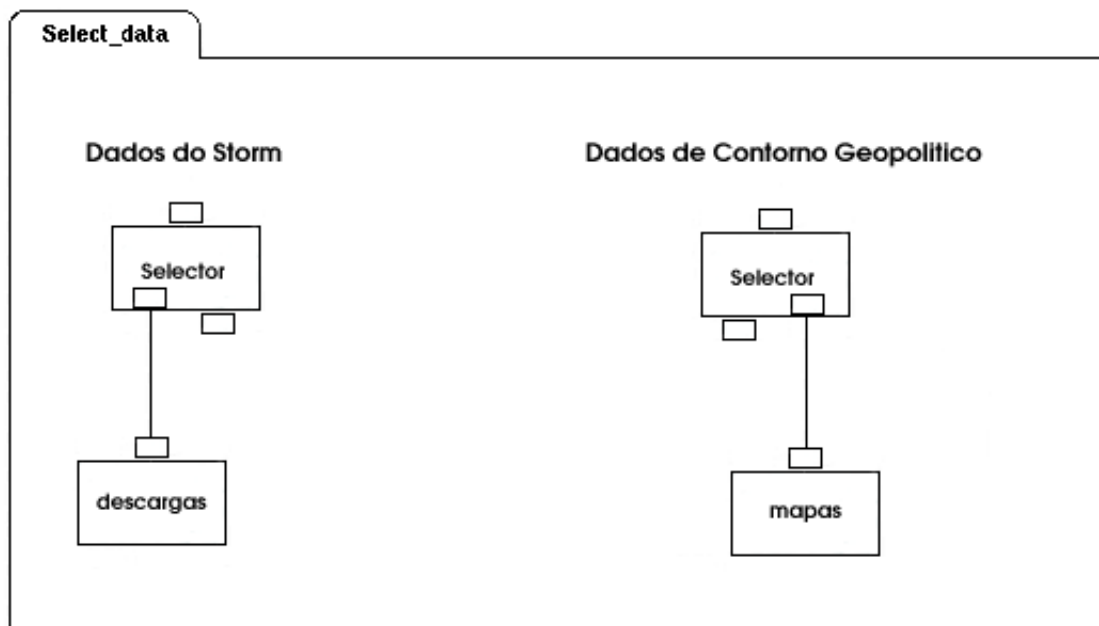 Select_data
Dados do Storm
Dados de Contorno Geopolitico
Selector
Selector
descargas
mapas